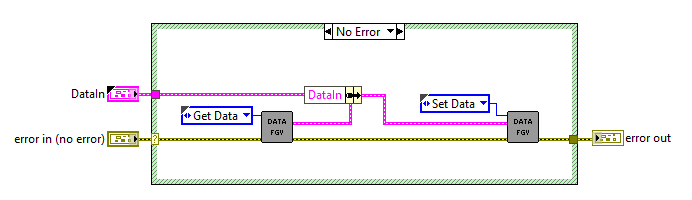 No Error
DataIn
DataIn
Get Data
Set Data
DATA
FGV
DATA
FGV
error in (no error)
?
error out